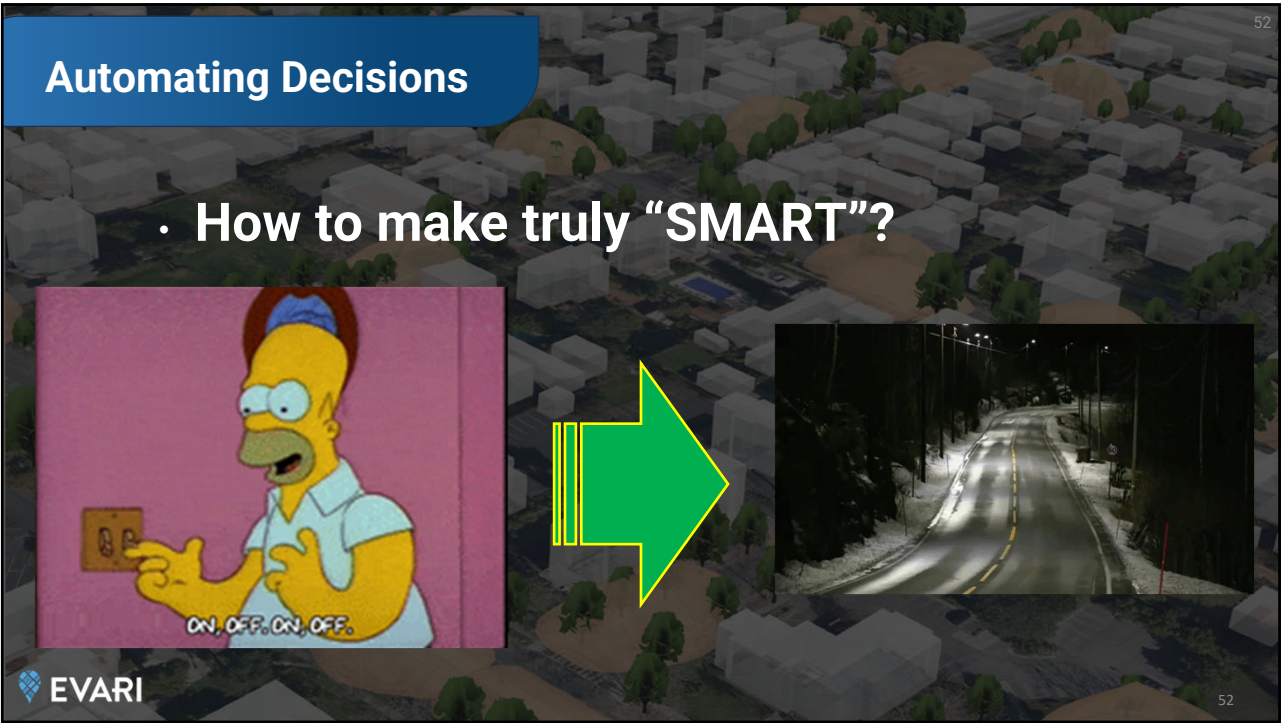 52
Automating Decisions
• How to make truly “SMART”?
ON, OFF. ON, OFF.
EVARI
52